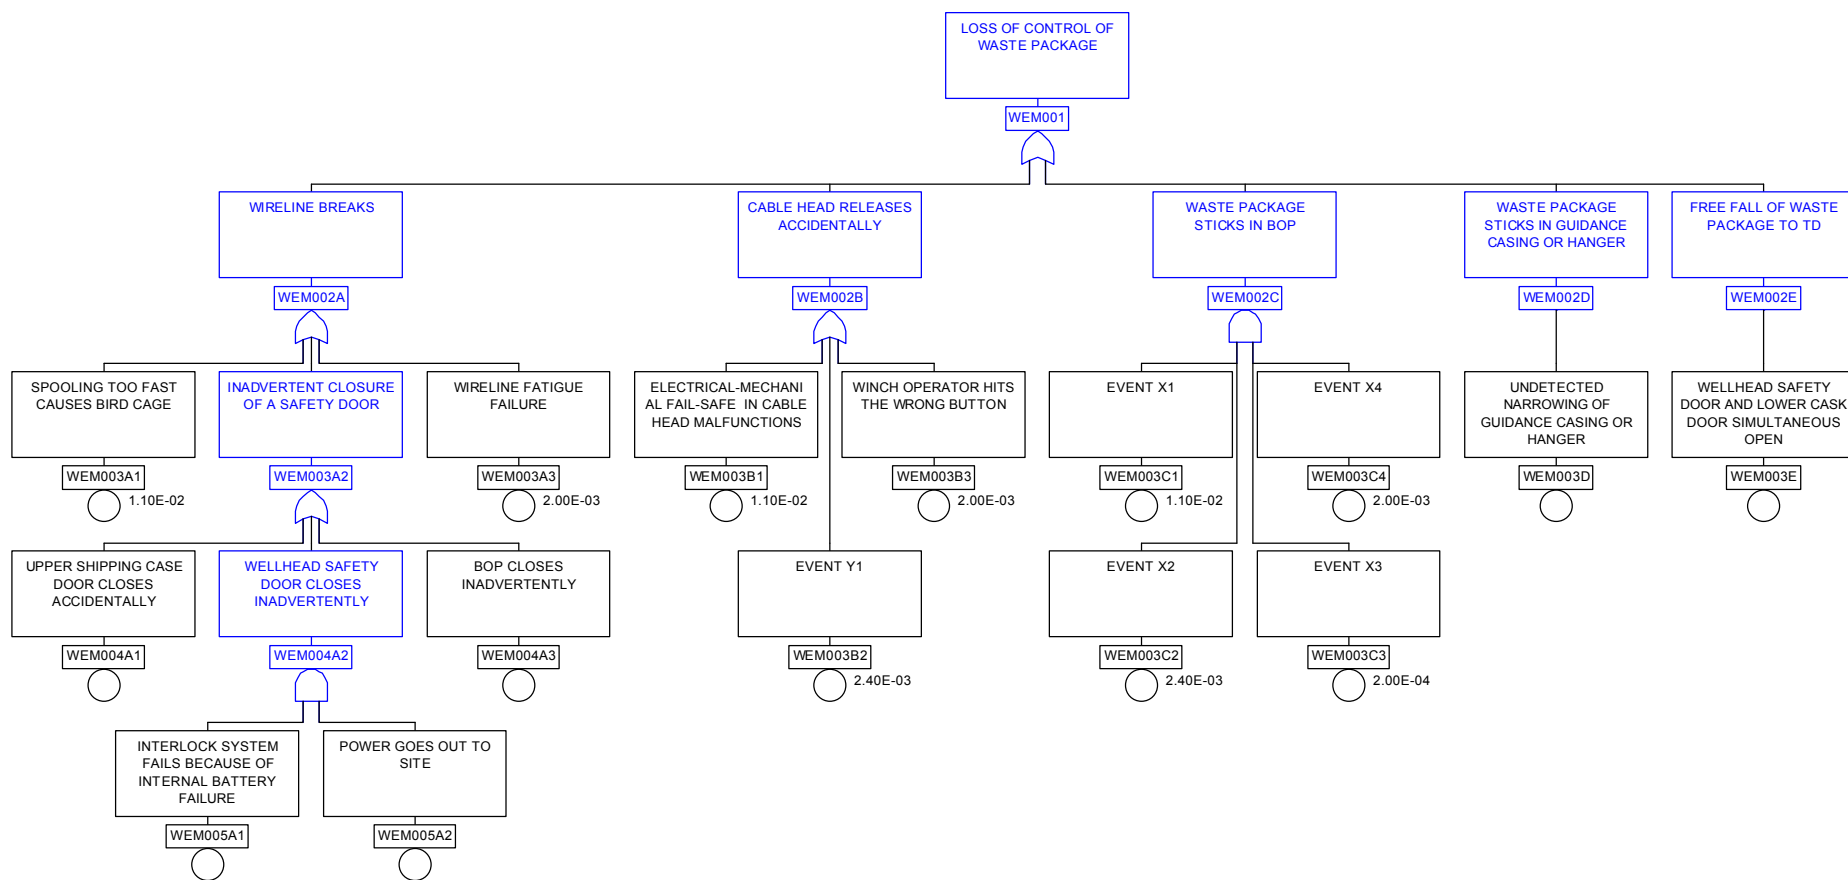 LOSS OF CONTROL OF
WASTE PACKAGE
WEM001
WIRELINE BREAKS
WEM002A
CABLE HEAD RELEASES
ACCIDENTALLY
WEM002B
WASTE PACKAGE
STICKS IN BOP
WEM002C
WASTE PACKAGE
STICKS IN GUIDANCE
CASING OR HANGER
WEM002D
FREE FALL OF WASTE
PACKAGE TO TD
WEM002E
SPOOLING TOO FAST
CAUSES BIRD CAGE
WEM003A1
1.10E-02
INADVERTENT CLOSURE
OF A SAFETY DOOR
WEM003A2
WIRELINE FATIGUE
FAILURE
WEM003A3
2.00E-03
ELECTRICAL-MECHANI
AL FAIL-SAFE  IN CABLE
HEAD MALFUNCTIONS
WEM003B1
1.10E-02
WINCH OPERATOR HITS
THE WRONG BUTTON
WEM003B3
2.00E-03
EVENT X1
WEM003C1
1.10E-02
EVENT X4
WEM003C4
2.00E-03
UNDETECTED
NARROWING OF
GUIDANCE CASING OR
HANGER
WEM003D
WELLHEAD SAFETY
DOOR AND LOWER CASK
DOOR SIMULTANEOUS
OPEN
WEM003E
UPPER SHIPPING CASE
DOOR CLOSES
ACCIDENTALLY
WEM004A1
WELLHEAD SAFETY
DOOR CLOSES
INADVERTENTLY
WEM004A2
BOP CLOSES
INADVERTENTLY
WEM004A3
EVENT Y1
WEM003B2
2.40E-03
EVENT X2
WEM003C2
2.40E-03
EVENT X3
WEM003C3
2.00E-04
INTERLOCK SYSTEM
FAILS BECAUSE OF
INTERNAL BATTERY
FAILURE
WEM005A1
POWER GOES OUT TO
SITE
WEM005A2